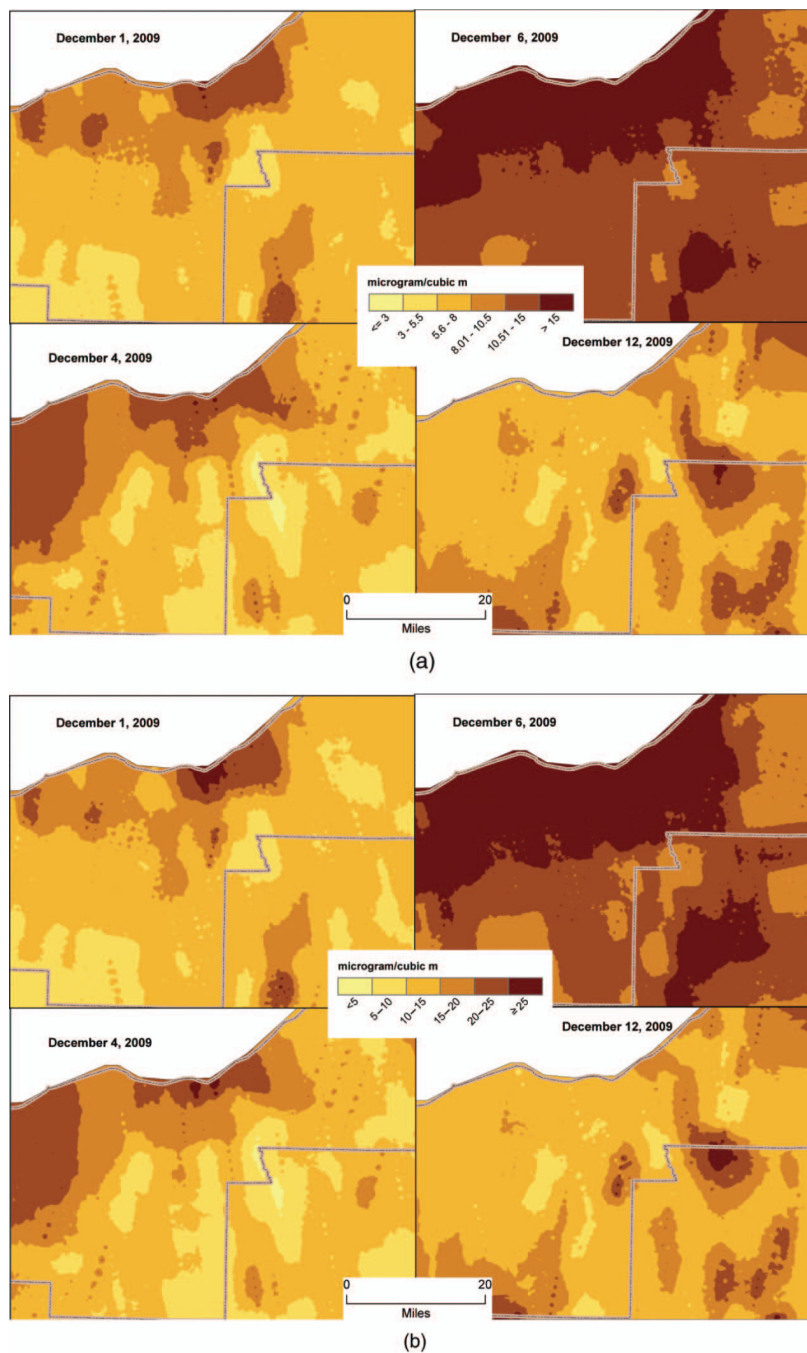 December 1, 2009
December 6, 2009
microgram/cubic m
<= 3
3 - 5.5
5.6 - 8
8.01 - 10.5
10.51 - 15
> 15
December 4, 2009
December 12, 2009
0 20
Miles
(a)
December 1, 2009
December 6, 2009
microgram/cubic m
<5
5–10
10–15
15–20
20–25
≥25
December 4, 2009
December 12, 2009
0 20
Miles
(b)